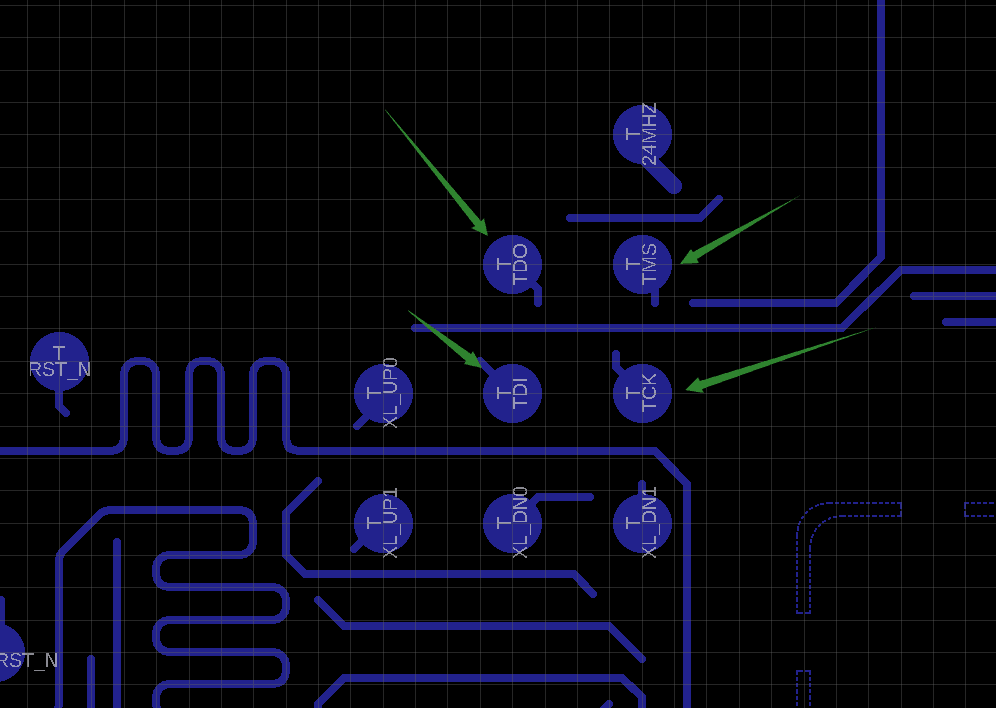 T
24MHZ
T
TDO
T
TMS
T
RST_N
T
XL_UP0
T
TDI
T
TCK
T
XL_UP1
T
XL_DN0
T
XL_DN1
RST_N